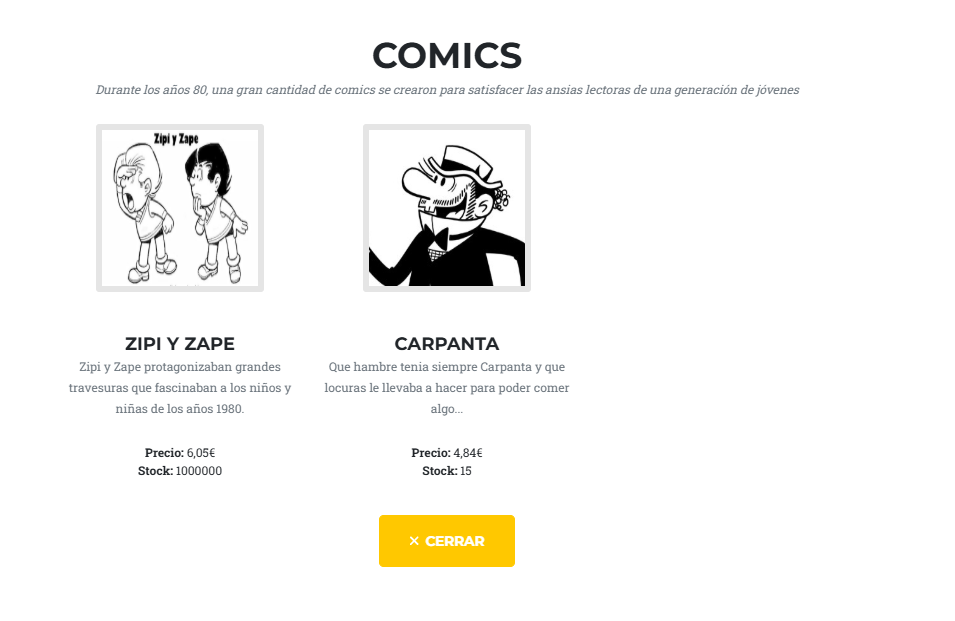 COMICS
Durante los años 80, una gran cantidad de comics se crearon para satisfacer las ansias lectoras de una generación de jóvenes
Zipi y Zape
ZIPI Y ZAPE
Zipi y Zape protagonizaban grandes
travesuras que fascinaban a los niños y
niñas de los años 1980.
Precio: 6,05€
Stock: 1000000
CARPANTA
Que hambre tenia siempre Carpanta y que
locuras le llevaba a hacer para poder comer
algo...
Precio: 4,84€
Stock: 15
× CERRAR